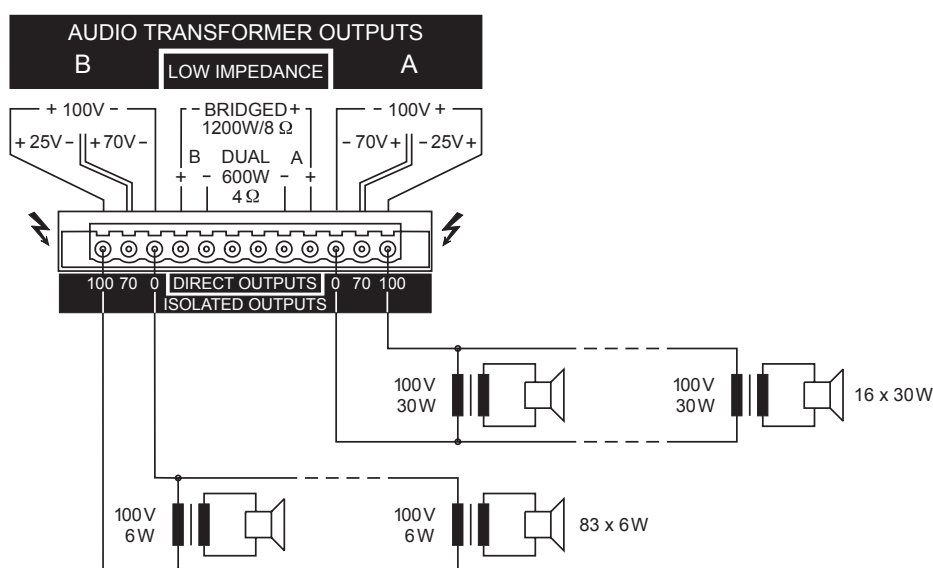 AUDIO TRANSFORMER OUTPUTS
B
LOW IMPEDANCE
A
+ 100V -
- BRIDGED +
1200W/8 Ω
- 100V +
+ 25V -
+ 70V -
B DUAL A
+ - 600W - +
4 Ω
- 70V +
- 25V +
100 70 0 DIRECT OUTPUTS 0 70 100
ISOLATED OUTPUTS
100V
30W
100V
30W
16 x 30W
100V
6W
100V
6W
83 x 6W